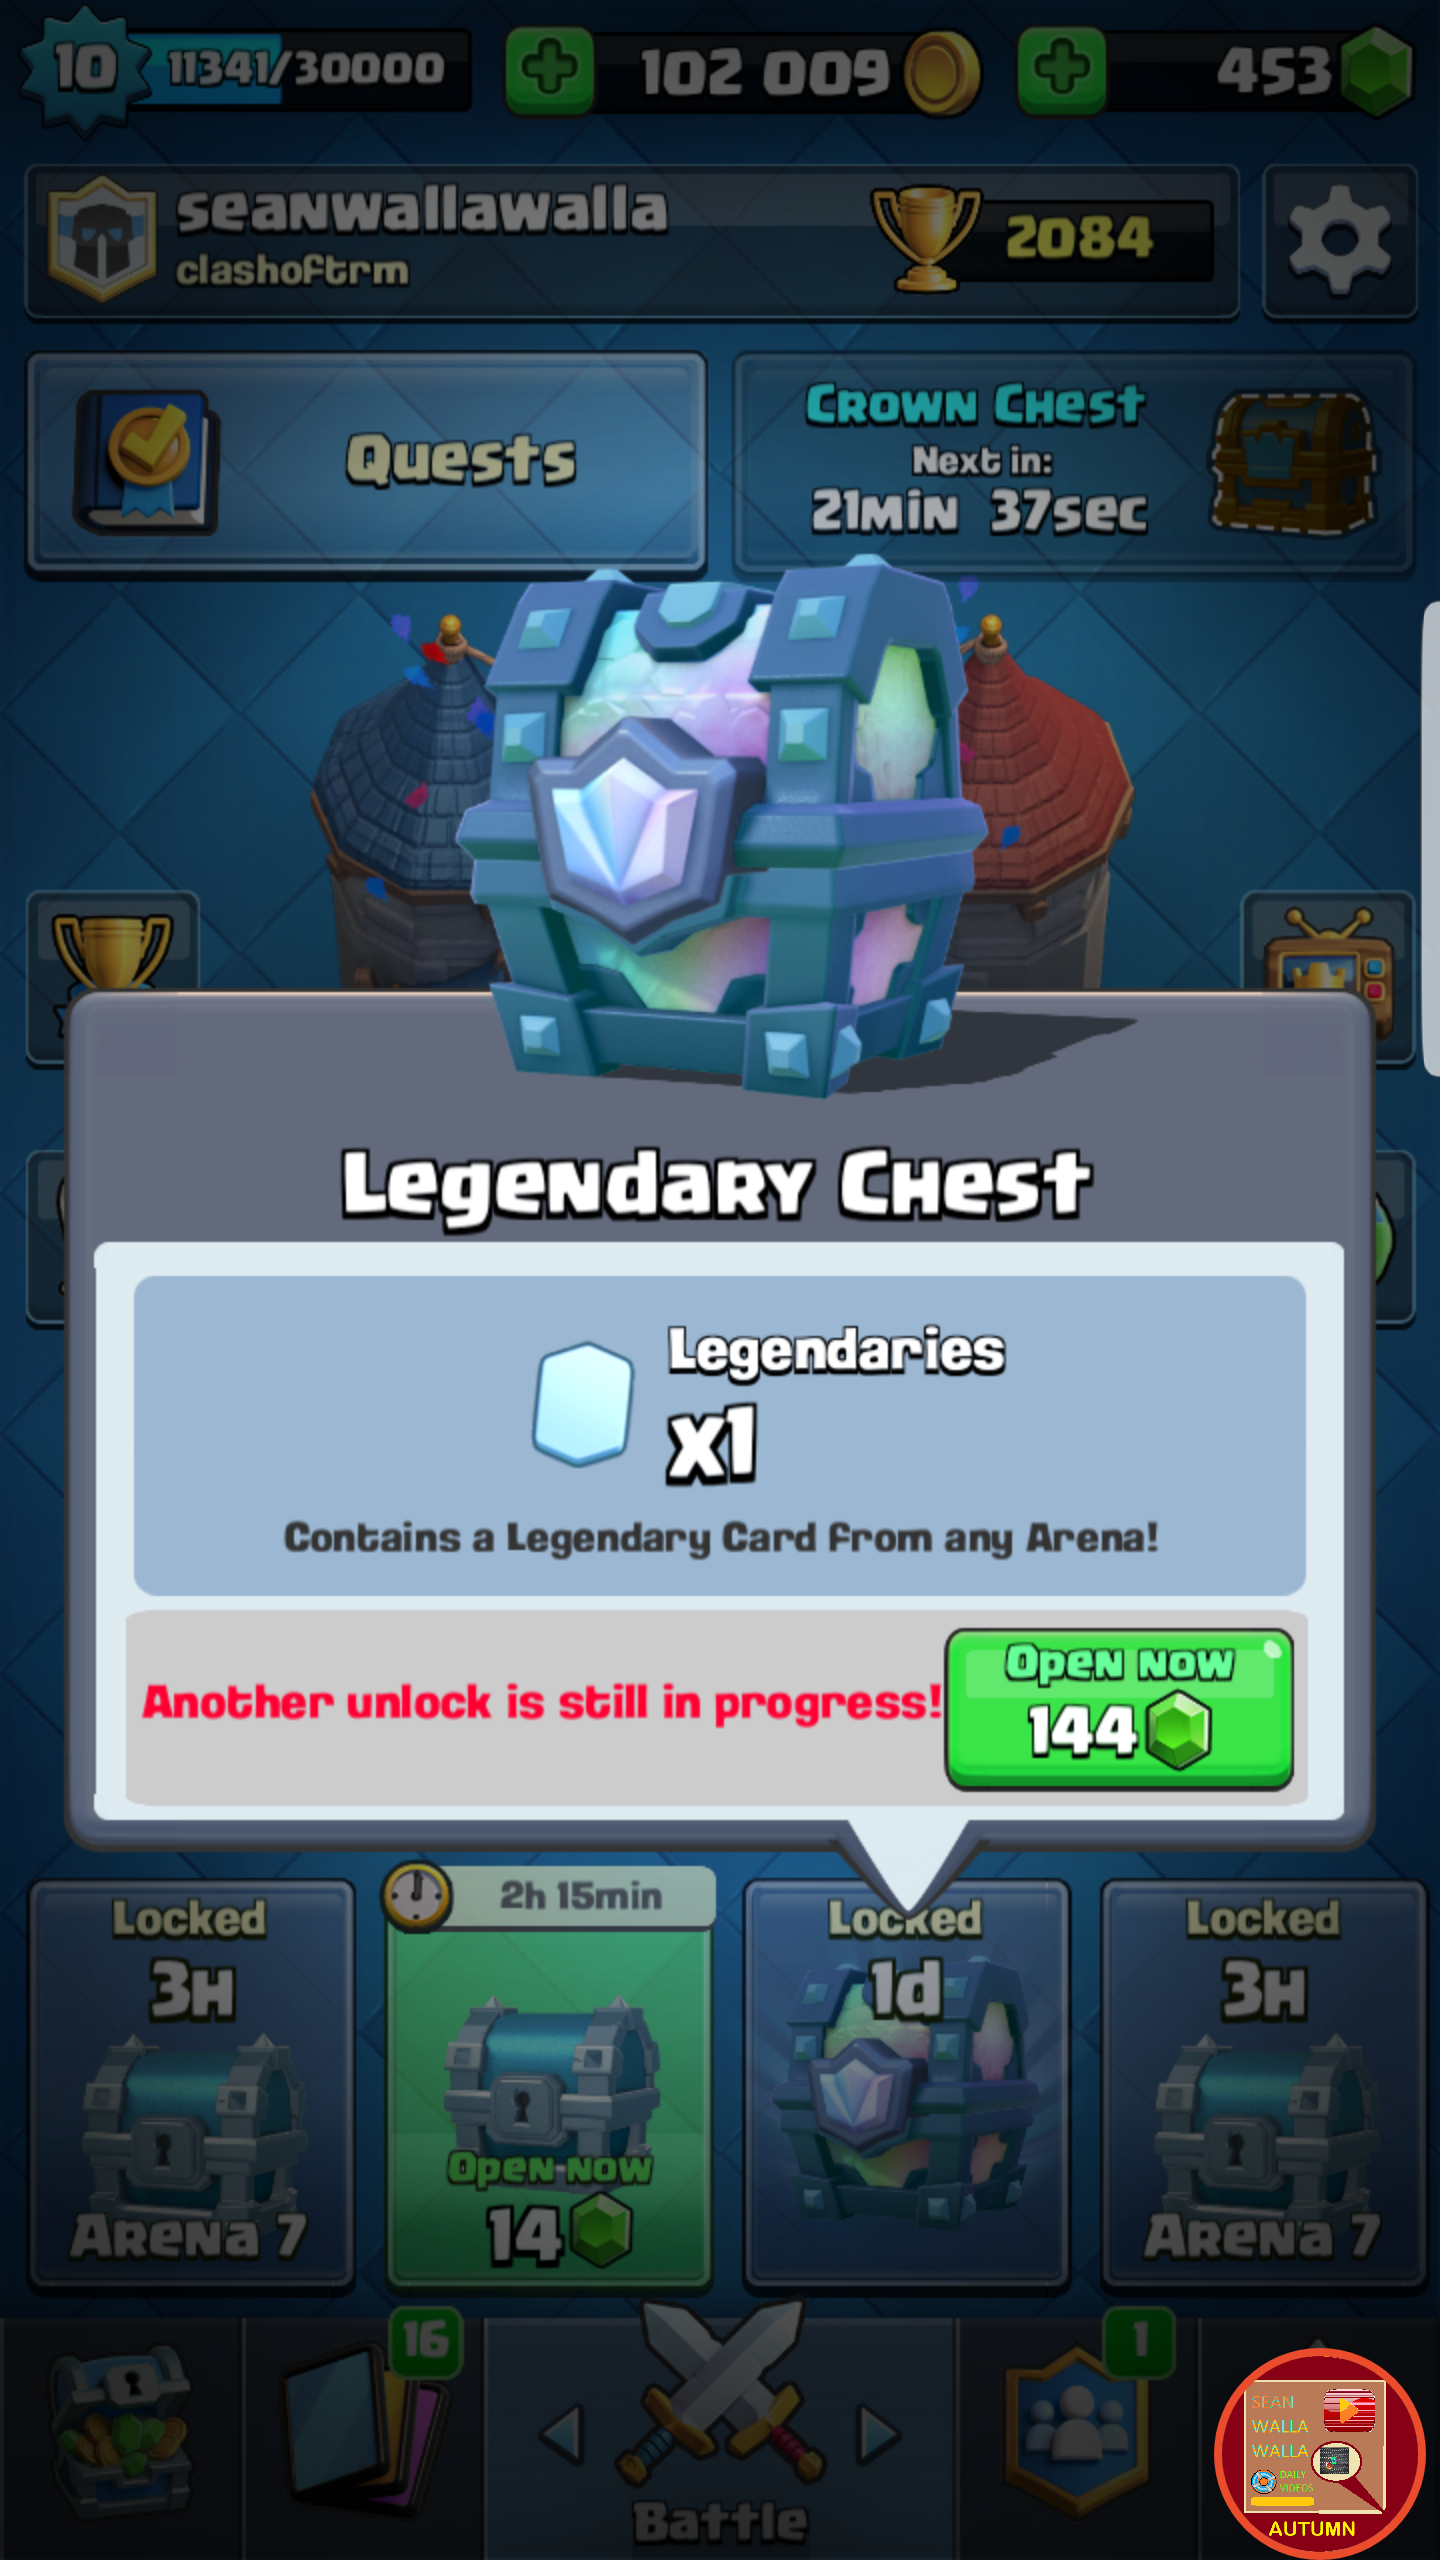 10
11341/30000
102 009
453
seanwallawalla
clashoftrm
2084
Quests
Crown Chest
Next in:
21min 37sec
Legendary Chest
Legendaries
x1
Contains a Legendary Card from any Arena!
Another unlock is still in progress!
Open now
144
Locked
3h
Arena 7
2h 15min
Open now
14
Locked
1d
Locked
3h
Arena 7
16
Battle
1
SEAN
WALLA
WALLA
DAILY
VIDEOS
AUTUMN